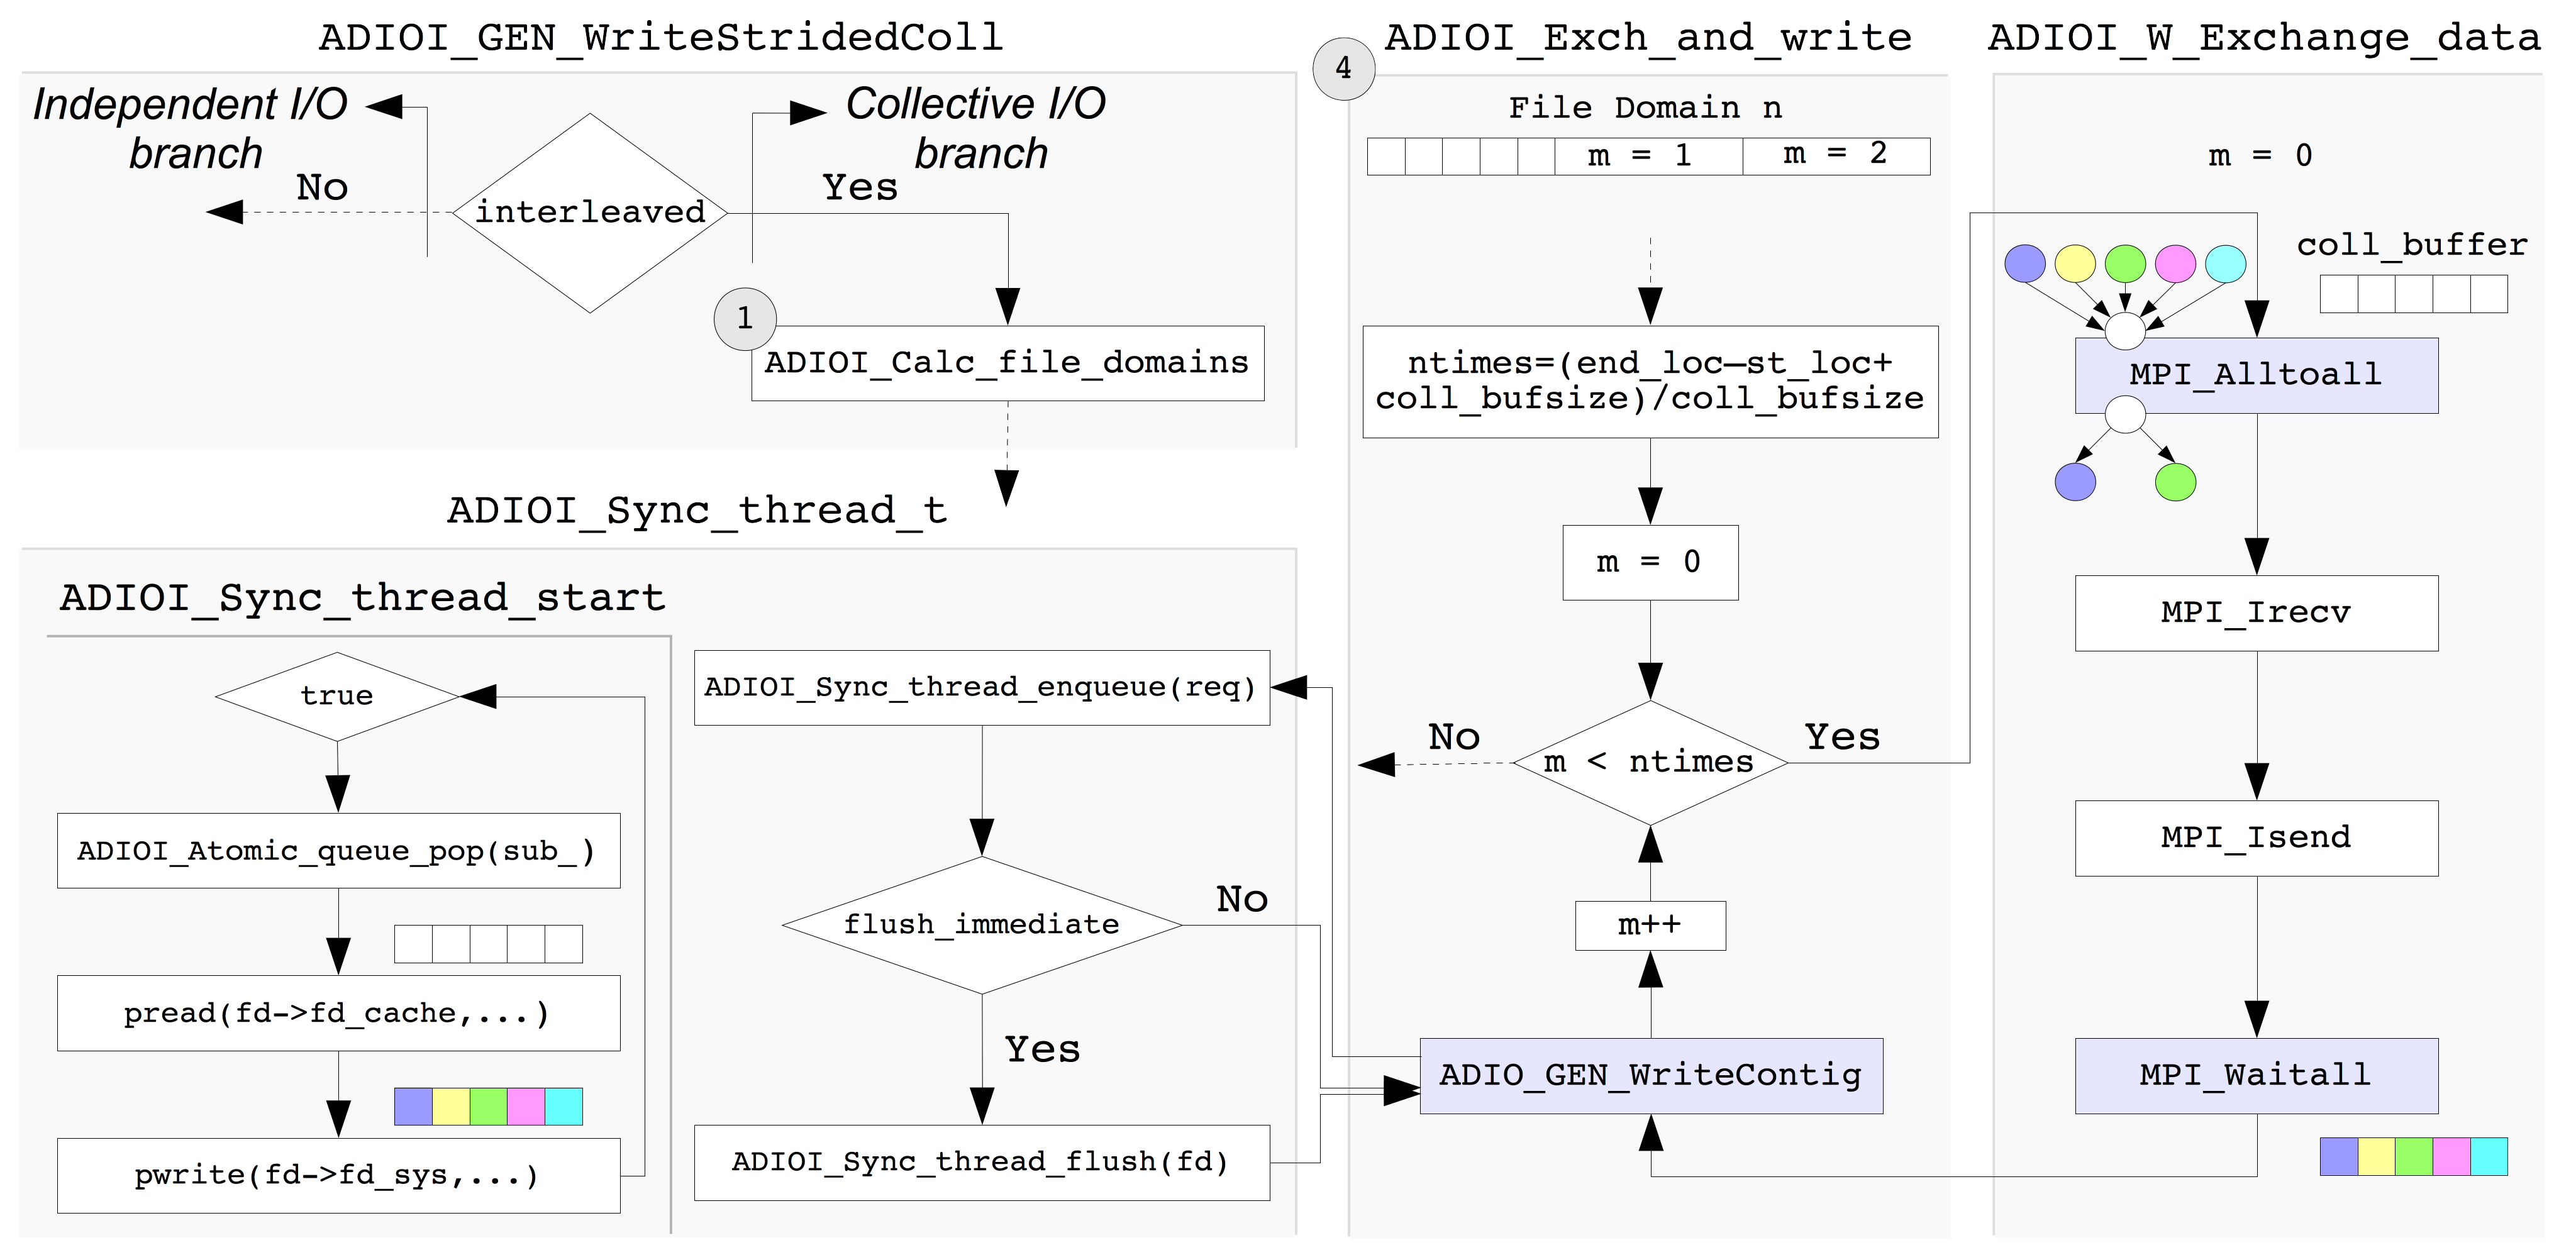 ADIOI_GEN_WriteStridedColl
Independent I/O
branch
No
interleaved
Collective I/O
branch
Yes
1
ADIOI_Calc_file_domains
ADIOI_Sync_thread_t
ADIOI_Sync_thread_start
true
ADIOI_Atomic_queue_pop(sub_)
pread(fd->fd_cache,...)
pwrite(fd->fd_sys,...)
ADIOI_Sync_thread_enqueue(req)
flush_immediate
No
Yes
ADIOI_Sync_thread_flush(fd)
ADIOI_Exch_and_write
4
File Domain n
m = 1
m = 2
ntimes=(end_loc—st_loc+
coll_bufsize)/coll_bufsize
m = 0
m < ntimes
No
Yes
m++
ADIO_GEN_WriteContig
ADIOI_W_Exchange_data
m = 0
coll_buffer
MPI_Alltoall
MPI_Irecv
MPI_Isend
MPI_Waitall